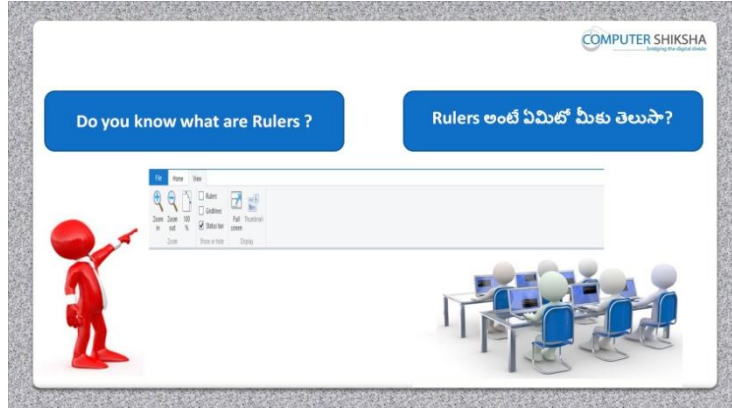 COMPUTER SHIKSHA
bridging the digital divide
Do you know what are Rulers ?
Rulers అంటే ఏమిటో మీకు తెలుసా?
File Home View
Rulers
Gridlines
Status bar
Zoom in
Zoom out
100 %
Full screen
Thumbnail
Zoom
Show or hide
Display